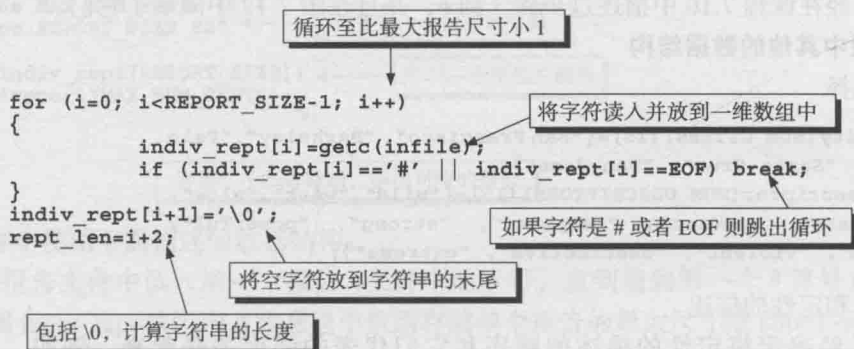 循环至比最大报告尺寸小 1
for (i=0; i<REPORT_SIZE-1; i++)
{
将字符读入并放到一维数组中
indiv_rept[i]=getc(infile);
if (indiv_rept[i]=='#' || indiv_rept[i]==EOF) break;
}
如果字符是 # 或者 EOF 则跳出循环
indiv_rept[i+1]='\0';
rept_len=i+2;
将空字符放到字符串的末尾
包括 \0，计算字符串的长度